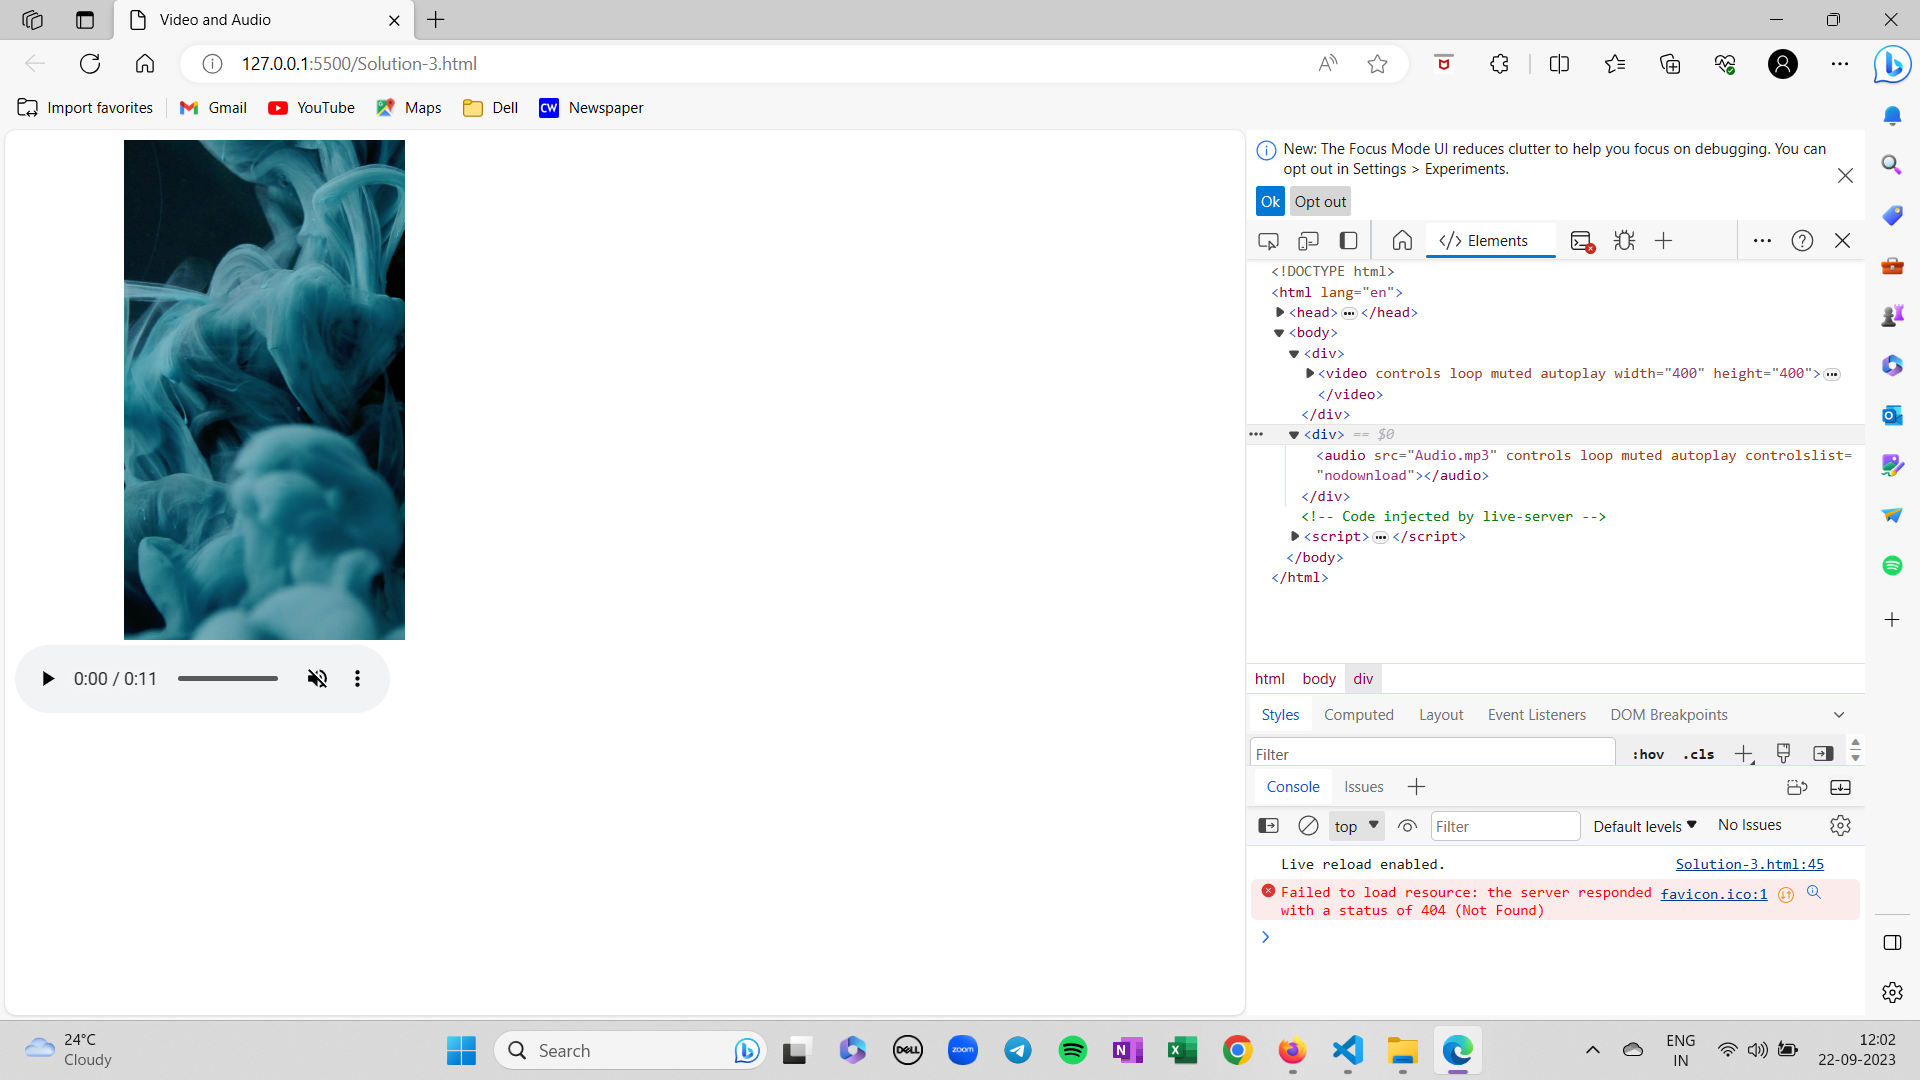 Video and Audio
127.0.0.1:5500/Solution-3.html
Import favorites
Gmail
YouTube
Maps
Dell
CW
Newspaper
0:00 / 0:11
New: The Focus Mode UI reduces clutter to help you focus on debugging. You can
opt out in Settings > Experiments.
Ok
Opt out
</> Elements
<!DOCTYPE html>
<html lang="en">
<head>•••</head>
<body>
<div>
<video controls loop muted autoplay width="400" height="400">•••
</video>
</div>
<div> == $0
<audio src="Audio.mp3" controls loop muted autoplay controlslist=
"nodownload"></audio>
</div>
<!-- Code injected by live-server -->
<script>•••</script>
</body>
</html>
html body div
Styles Computed Layout Event Listeners DOM Breakpoints
Filter
:hov .cls
Console Issues
top
Filter
Default levels
No Issues
Live reload enabled. Solution-3.html:45
Failed to load resource: the server responded favicon.ico:1
with a status of 404 (Not Found)
24°C
Cloudy
Search
DELL
zoom
ENG
IN
12:02
22-09-2023